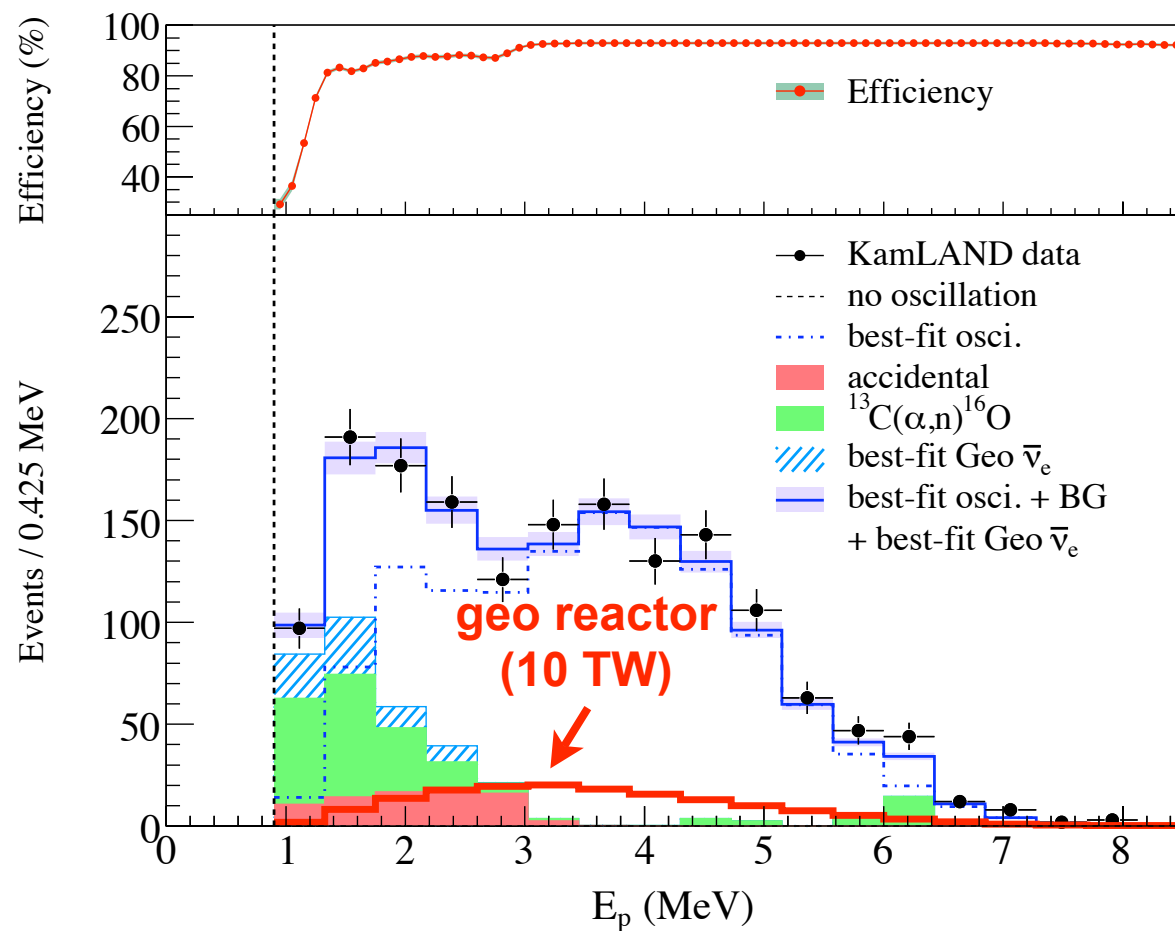 Efficiency (%)
100
80
60
40
Efficiency
Events / 0.425 MeV
250
200
150
100
50
0
KamLAND data
no oscillation
best-fit osci.
accidental
¹³C(α,n)¹⁶O
best-fit Geo ν̄ₑ
best-fit osci. + BG
+ best-fit Geo ν̄ₑ
geo reactor
(10 TW)
0 1 2 3 4 5 6 7 8
Eₚ (MeV)